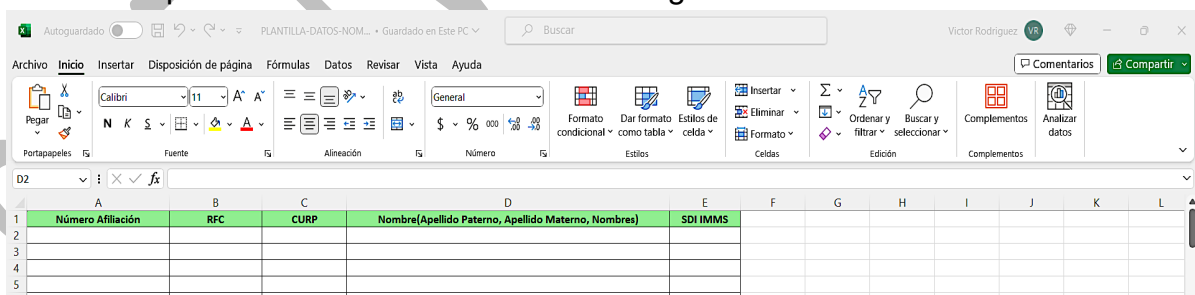 Autoguardado PLANTILLA-DATOS-NOM... • Guardado en Este PC Buscar Victor Rodriguez VR
Archivo Inicio Insertar Disposición de página Fórmulas Datos Revisar Vista Ayuda Comentarios Compartir
Pegar Calibri 11 A A ab General Formato condicional Dar formato como tabla Estilos de celda Insertar Eliminar Formato Ordenar y filtrar Buscar y seleccionar Complementos Analizar datos
N K S A $ % 000
Portapapeles Fuente Alineación Número Estilos Celdas Edición Complementos
D2 fx
A B C D E F G H I J K L
1 Número Afiliación RFC CURP Nombre(Apellido Paterno, Apellido Materno, Nombres) SDI IMMS
2
3
4
5